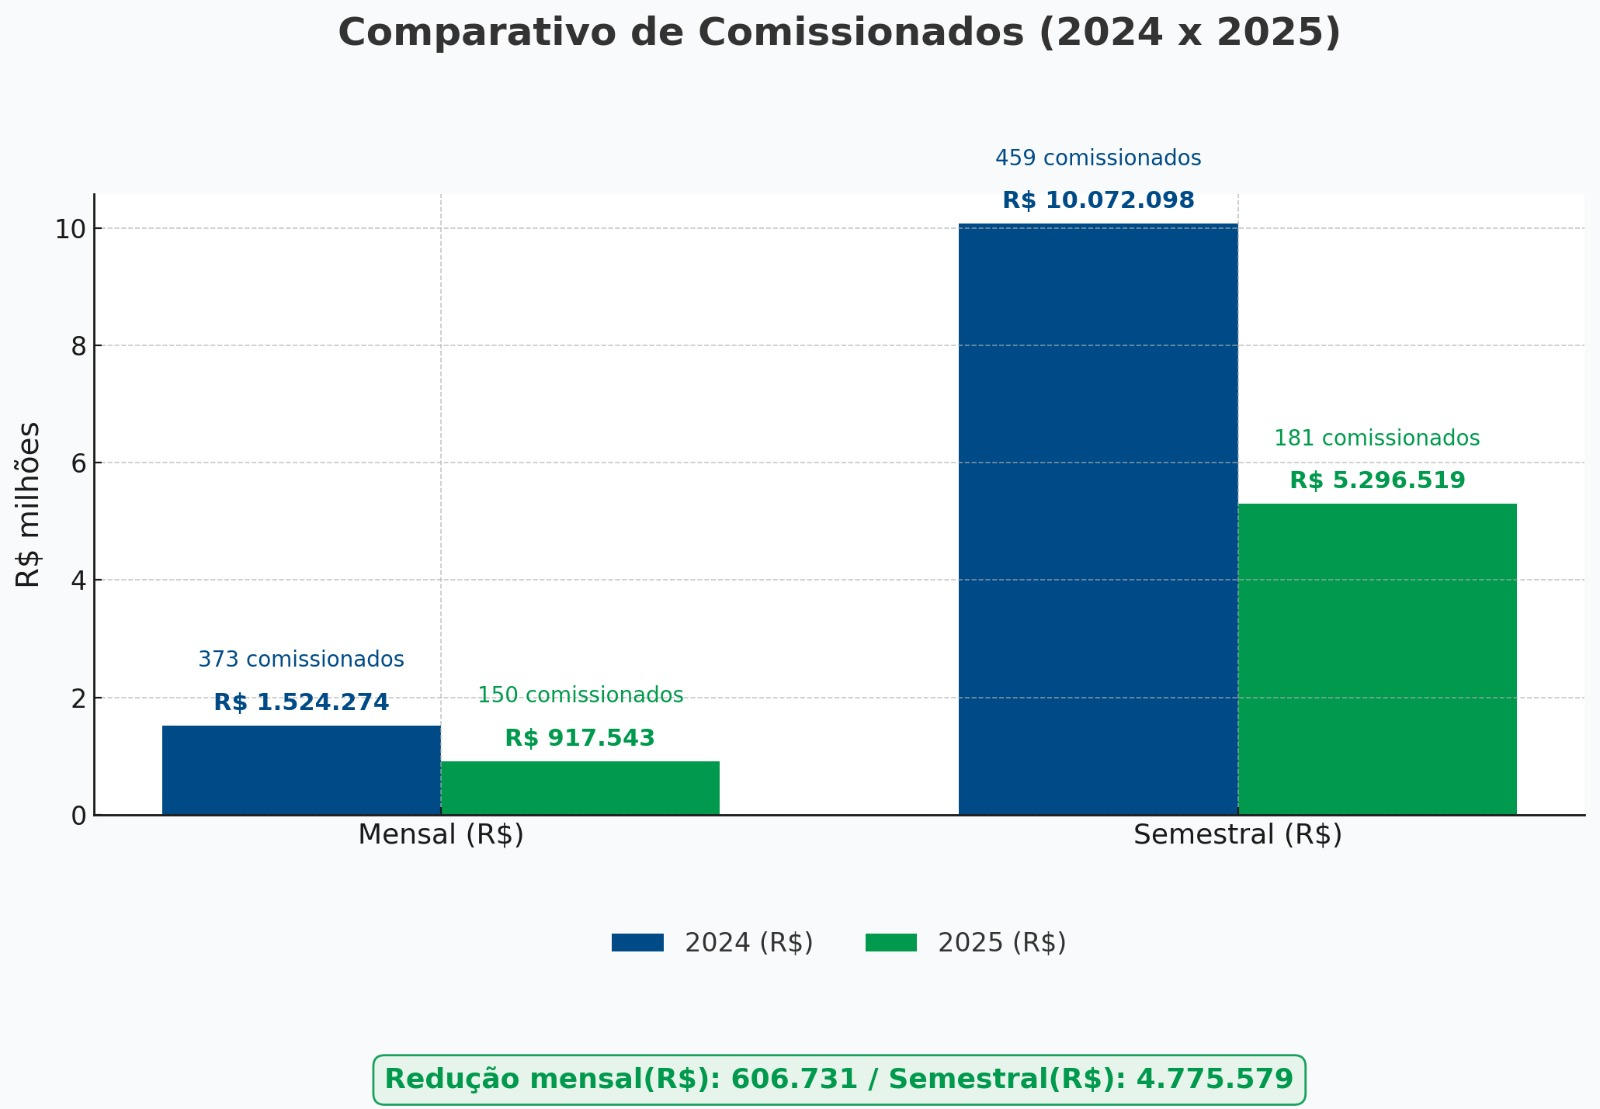 Comparativo de Comissionados (2024 x 2025)
459 comissionados
R$ 10.072.098
10
8
181 comissionados
6
R$ 5.296.519
R$ milhões
4
373 comissionados
150 comissionados
2
R$ 1.524.274
R$ 917.543
0
Mensal (R$)
Semestral (R$)
2024 (R$)
2025 (R$)
Redução mensal(R$): 606.731 / Semestral(R$): 4.775.579